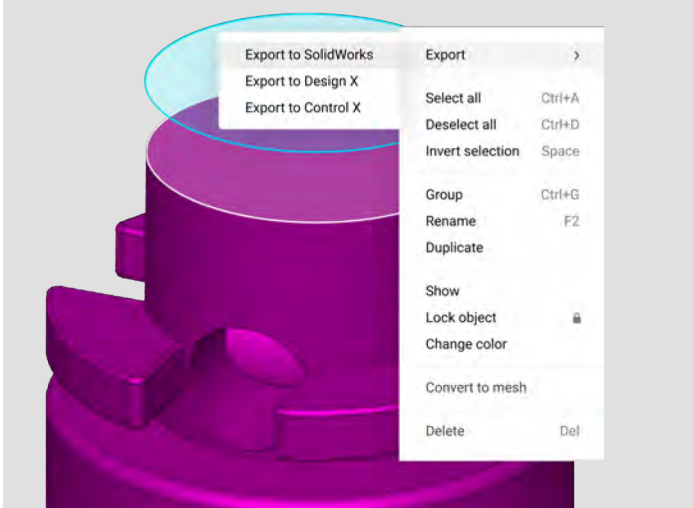 Export to SolidWorks
Export to Design X
Export to Control X
Export >
Select all Ctrl+A
Deselect all Ctrl+D
Invert selection Space
Group Ctrl+G
Rename F2
Duplicate
Show
Lock object
Change color
Convert to mesh
Delete Del